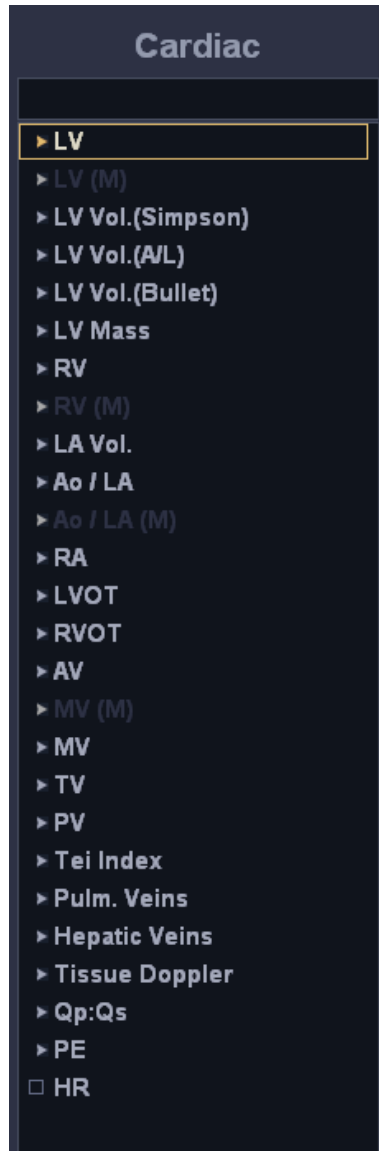 Cardiac
LV
LV (M)
LV Vol.(Simpson)
LV Vol.(A/L)
LV Vol.(Bullet)
LV Mass
RV
RV (M)
LA Vol.
Ao / LA
Ao / LA (M)
RA
LVOT
RVOT
AV
MV (M)
MV
TV
PV
Tei Index
Pulm. Veins
Hepatic Veins
Tissue Doppler
Qp:Qs
PE
HR